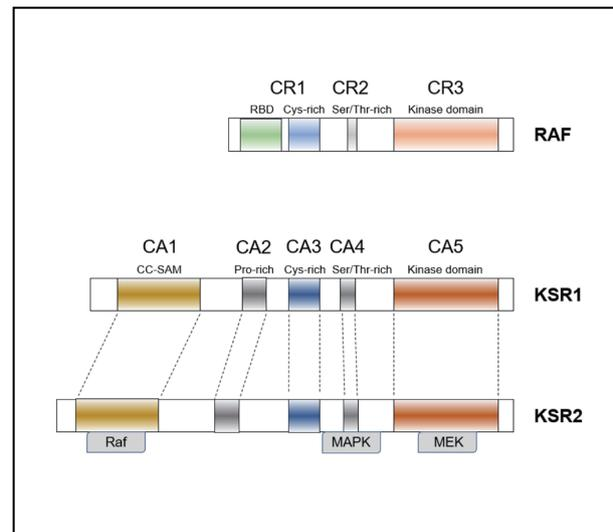 CR1 CR2 CR3
RBD Cys-rich Ser/Thr-rich Kinase domain
RAF
CA1 CA2 CA3 CA4 CA5
CC-SAM Pro-rich Cys-rich Ser/Thr-rich Kinase domain
KSR1
KSR2
Raf MAPK MEK